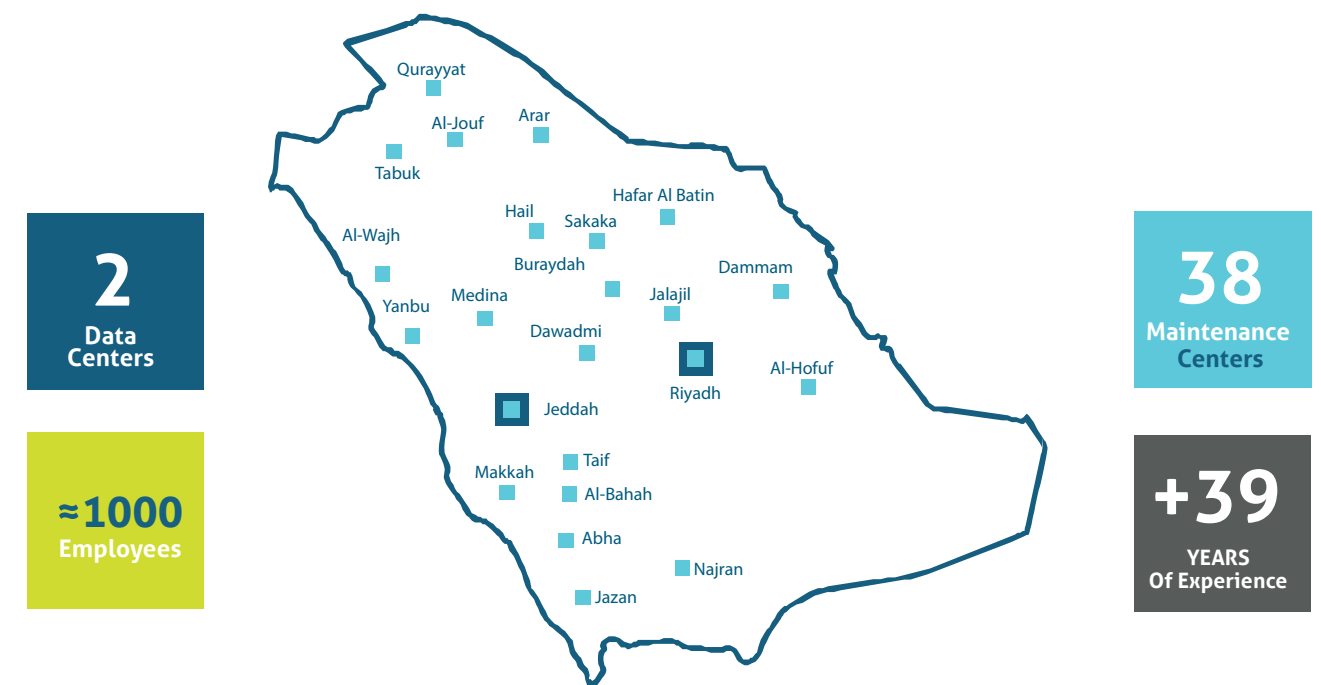 2
Data
Centers
≈1000
Employees
Qurayyat
Al-Jouf
Arar
Tabuk
Hafar Al Batin
Hail
Sakaka
Al-Wajh
Buraydah
Dammam
Yanbu
Medina
Jalajil
Dawadmi
Al-Hofuf
Riyadh
Jeddah
Taif
Makkah
Al-Bahah
Abha
Najran
Jazan
38
Maintenance
Centers
+39
YEARS
Of Experience